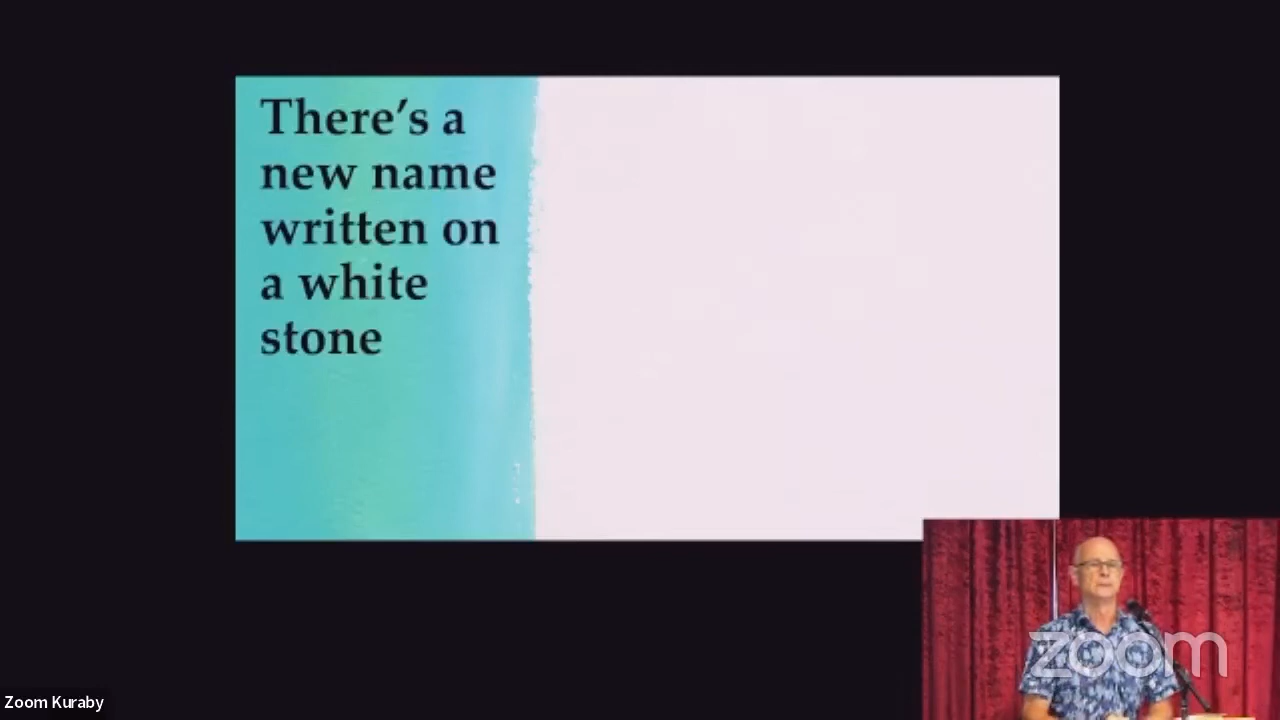 There's a
new name
written on
a white
stone
zoom
Zoom Kuraby